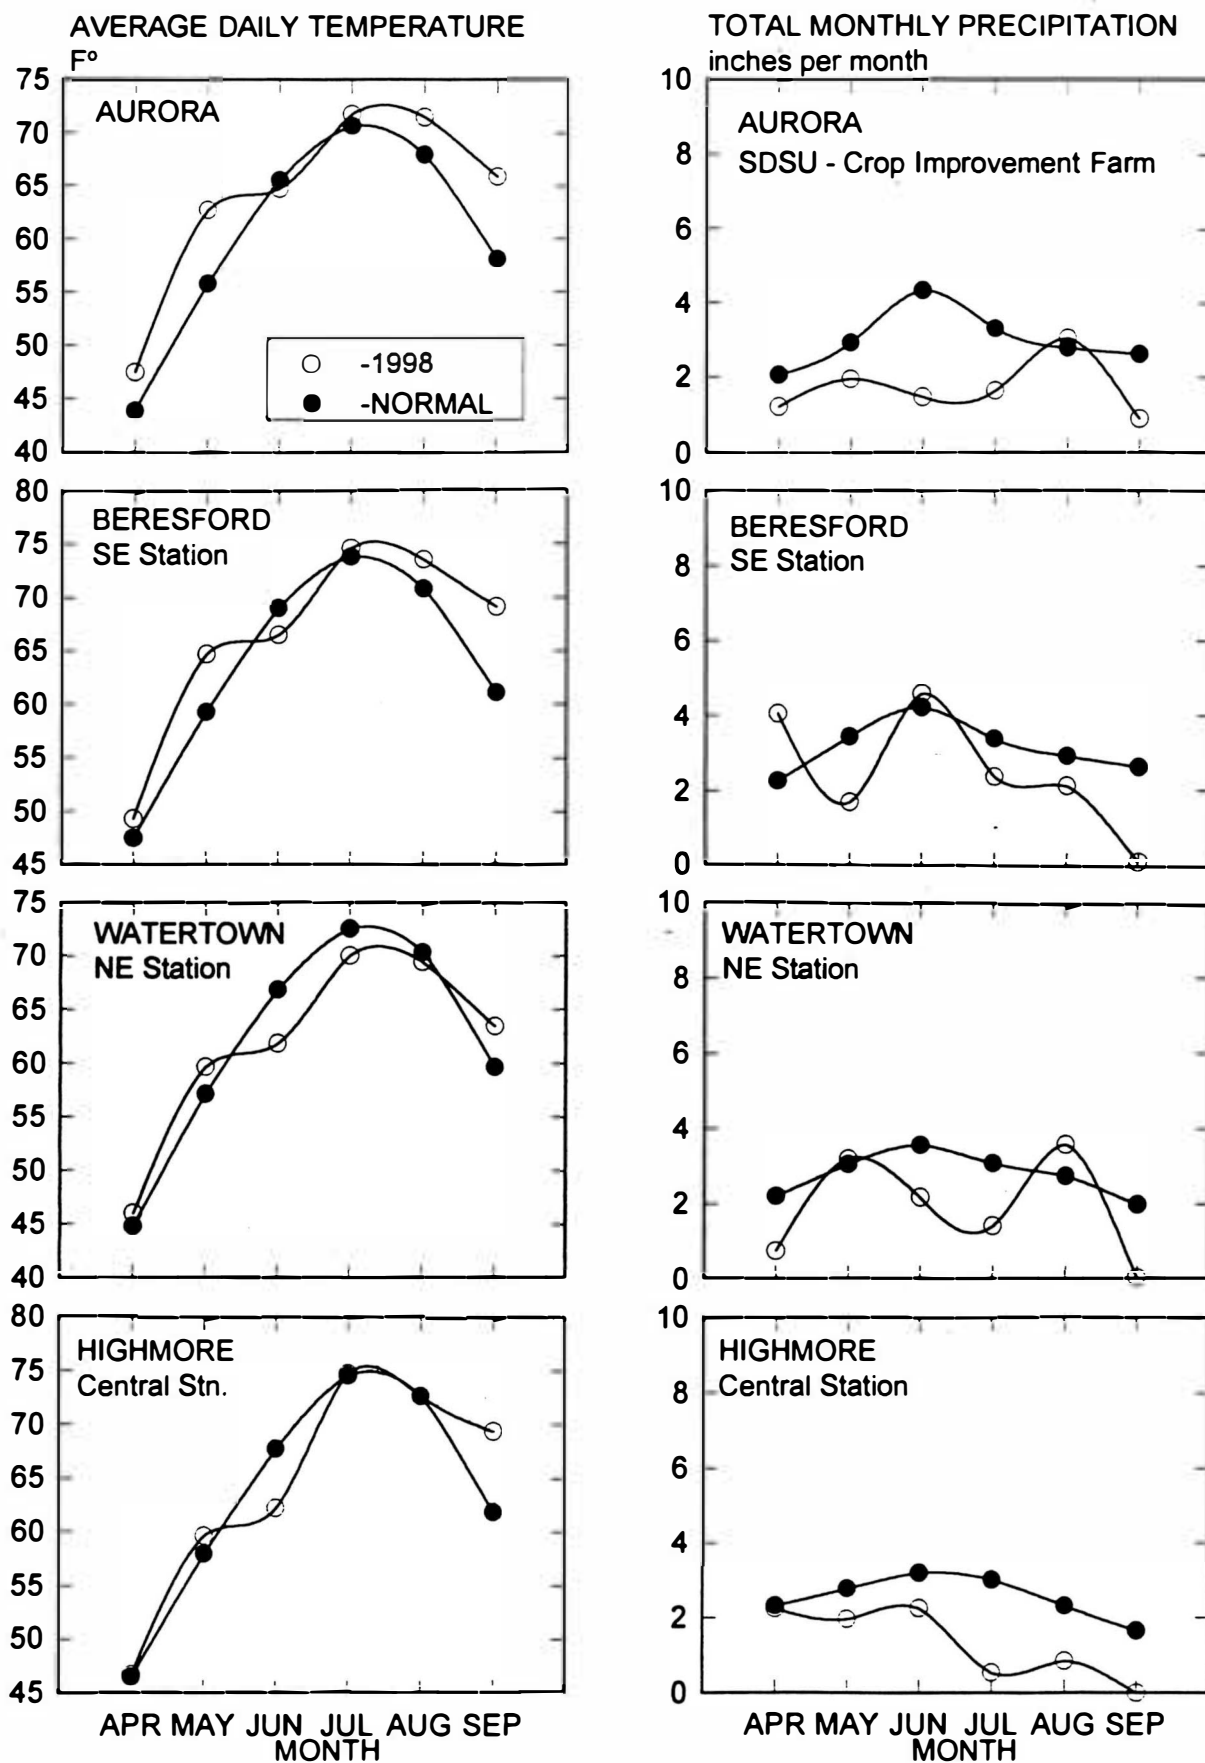 AVERAGE DAILY TEMPERATURE
Fº
75
70
65
60
55
50
45
40
AURORA
-1998
-NORMAL
80
75
70
65
60
55
50
45
BERESFORD
SE Station
75
70
65
60
55
50
45
40
WATERTOWN
NE Station
80
75
70
65
60
55
50
45
HIGHMORE
Central Stn.
APR MAY JUN JUL AUG SEP
MONTH
TOTAL MONTHLY PRECIPITATION
inches per month
10
8
6
4
2
0
AURORA
SDSU - Crop Improvement Farm
10
8
6
4
2
0
BERESFORD
SE Station
10
8
6
4
2
0
WATERTOWN
NE Station
10
8
6
4
2
0
HIGHMORE
Central Station
APR MAY JUN JUL AUG SEP
MONTH